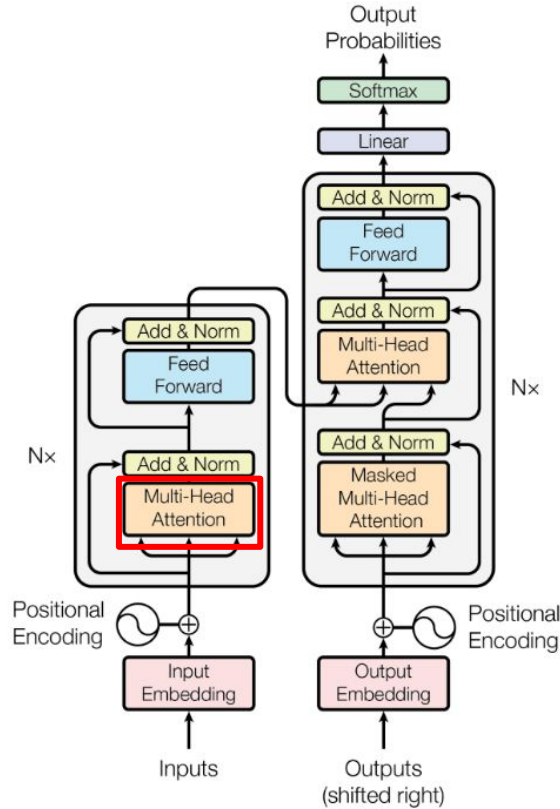 Output
Probabilities
Softmax
Linear
Add & Norm
Feed
Forward
Add & Norm
Multi-Head
Attention
Add & Norm
Masked
Multi-Head
Attention
N×
Add & Norm
Feed
Forward
Add & Norm
Multi-Head
Attention
N×
Positional
Encoding
Positional
Encoding
Input
Embedding
Output
Embedding
Inputs
Outputs
(shifted right)